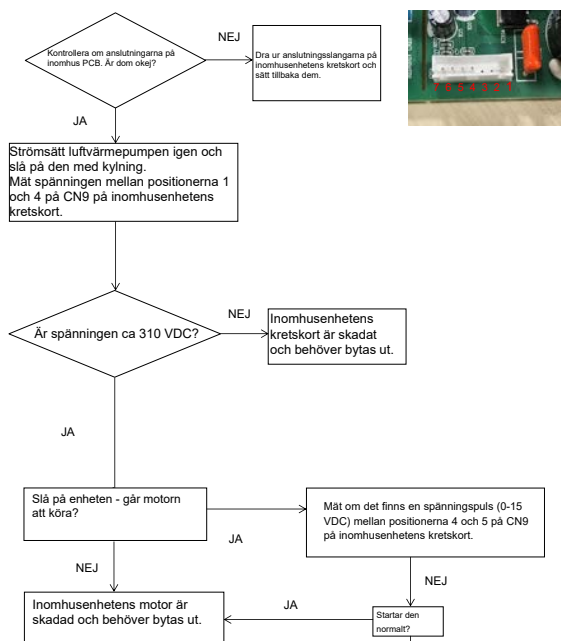 Kontrollera om anslutningarna på
inomhus PCB. Är dom okej?
NEJ
Dra ur anslutningsslangarna på
inomhusenhetens kretskort och
sätt tillbaka dem.
7 6 5 4 3 2 1
JA
Strömsätt luftvärmepumpen igen och
slå på den med kylning.
Mät spänningen mellan positionerna 1
och 4 på CN9 på inomhusenhetens
kretskort.
Är spänningen ca 310 VDC?
NEJ
Inomhusenhetens
kretskort är skadat
och behöver bytas ut.
JA
Slå på enheten - går motorn
att köra?
JA
Mät om det finns en spänningspuls (0-15
VDC) mellan positionerna 4 och 5 på CN9
på inomhusenhetens kretskort.
NEJ
NEJ
Inomhusenhetens motor är
skadad och behöver bytas ut.
JA
Startar den
normalt?